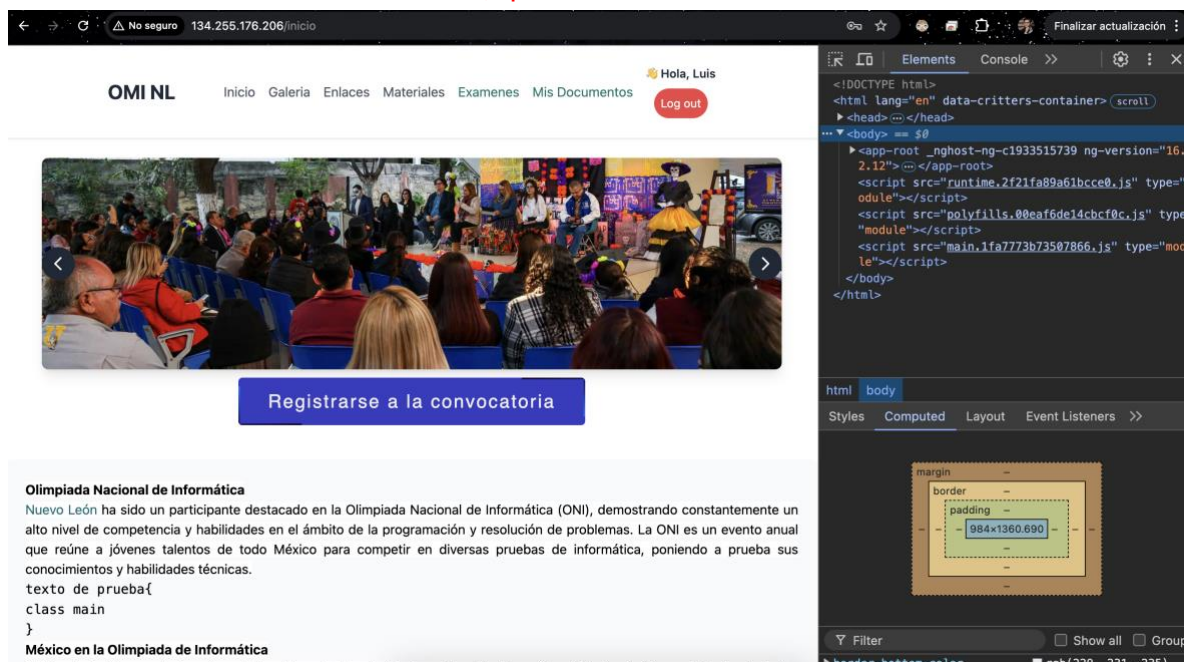 No seguro 134.255.176.206/inicio Finalizar actualización
OMI NL Inicio Galeria Enlaces Materiales Examenes Mis Documentos
👋 Hola, Luis
Log out
Registrarse a la convocatoria
Olimpiada Nacional de Informática
Nuevo León ha sido un participante destacado en la Olimpiada Nacional de Informática (ONI), demostrando constantemente un
alto nivel de competencia y habilidades en el ámbito de la programación y resolución de problemas. La ONI es un evento anual
que reúne a jóvenes talentos de todo México para competir en diversas pruebas de informática, poniendo a prueba sus
conocimientos y habilidades técnicas.
texto de prueba{
class main
}
México en la Olimpiada de Informática
Elements Console
<!DOCTYPE html>
<html lang="en" data-critters-container> scroll
<head> </head>
<body> == $0
<app-root _nghost-ng-c1933515739 ng-version="16.
2.12"> </app-root>
<script src="runtime.2f21fa89a61bcce0.js" type="
odule"></script>
<script src="polyfills.00eaf6de14cbcf0c.js" type
"module"></script>
<script src="main.1fa7773b73507866.js" type="mod
le"></script>
</body>
</html>
html body
Styles Computed Layout Event Listeners
margin
border
padding
984×1360.690
Filter Show all Group